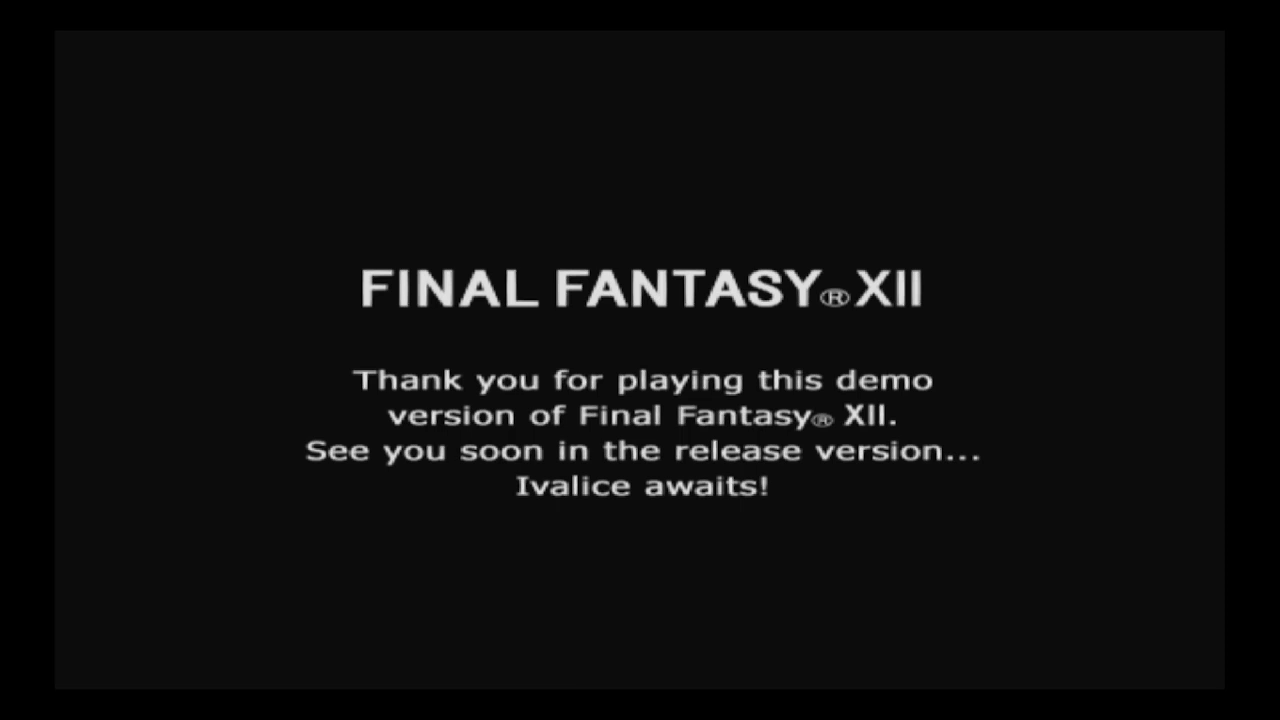 FINAL FANTASY® XII
Thank you for playing this demo
version of Final Fantasy® XII.
See you soon in the release version...
Ivalice awaits!